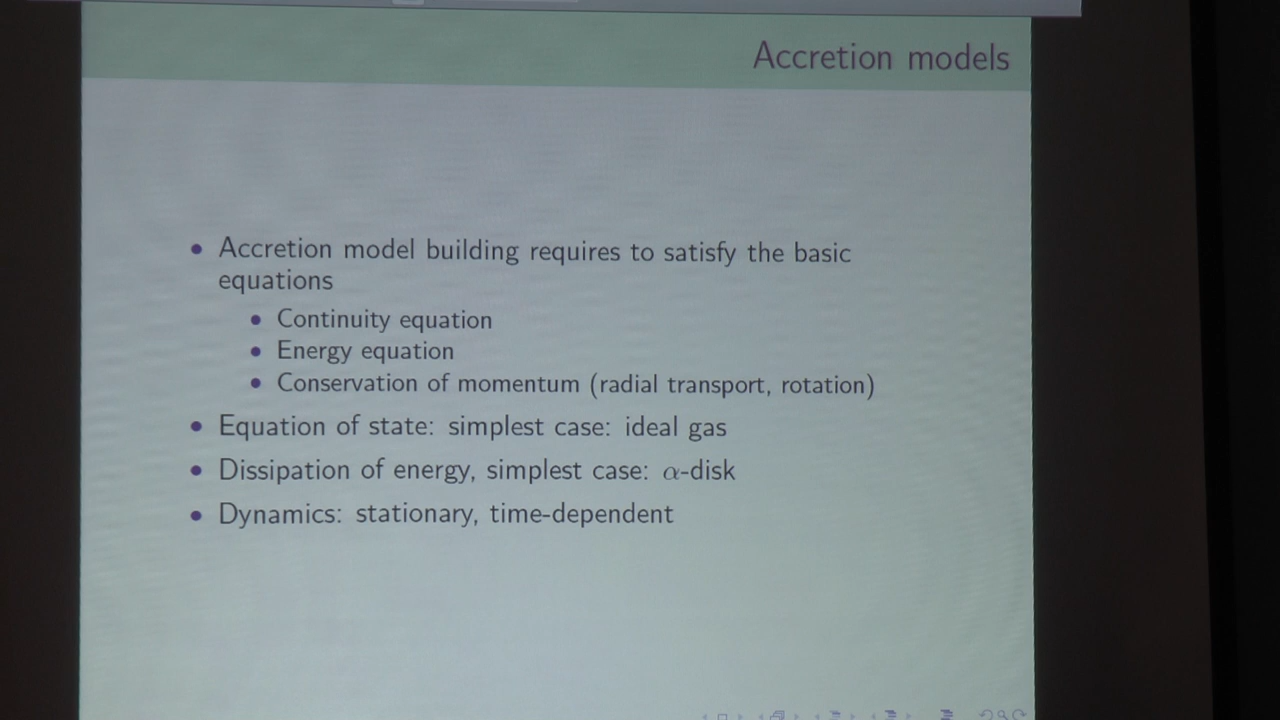 Accretion models
• Accretion model building requires to satisfy the basic
equations
• Continuity equation
• Energy equation
• Conservation of momentum (radial transport, rotation)
• Equation of state: simplest case: ideal gas
• Dissipation of energy, simplest case: α-disk
• Dynamics: stationary, time-dependent